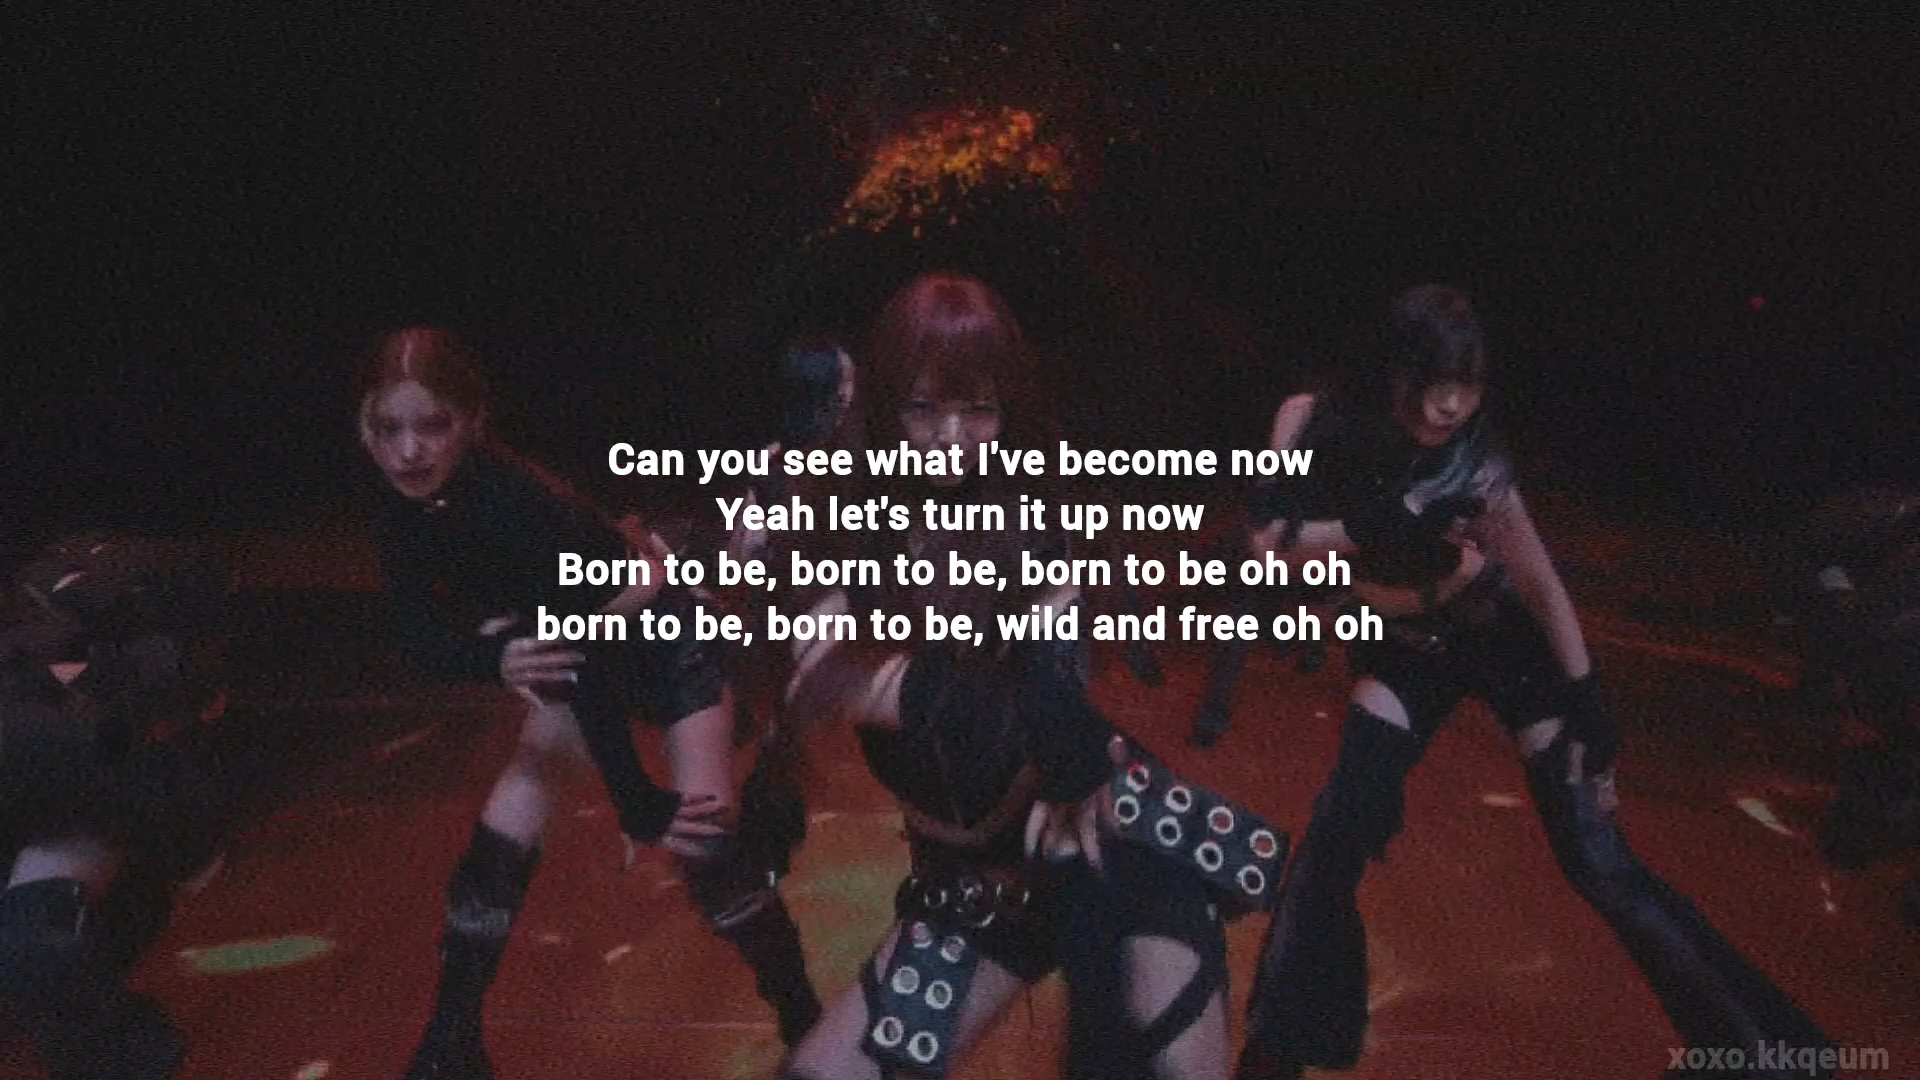 Can you see what I've become now
Yeah let's turn it up now
Born to be, born to be, born to be oh oh
born to be, born to be, wild and free oh oh
xoxo.kkqeum